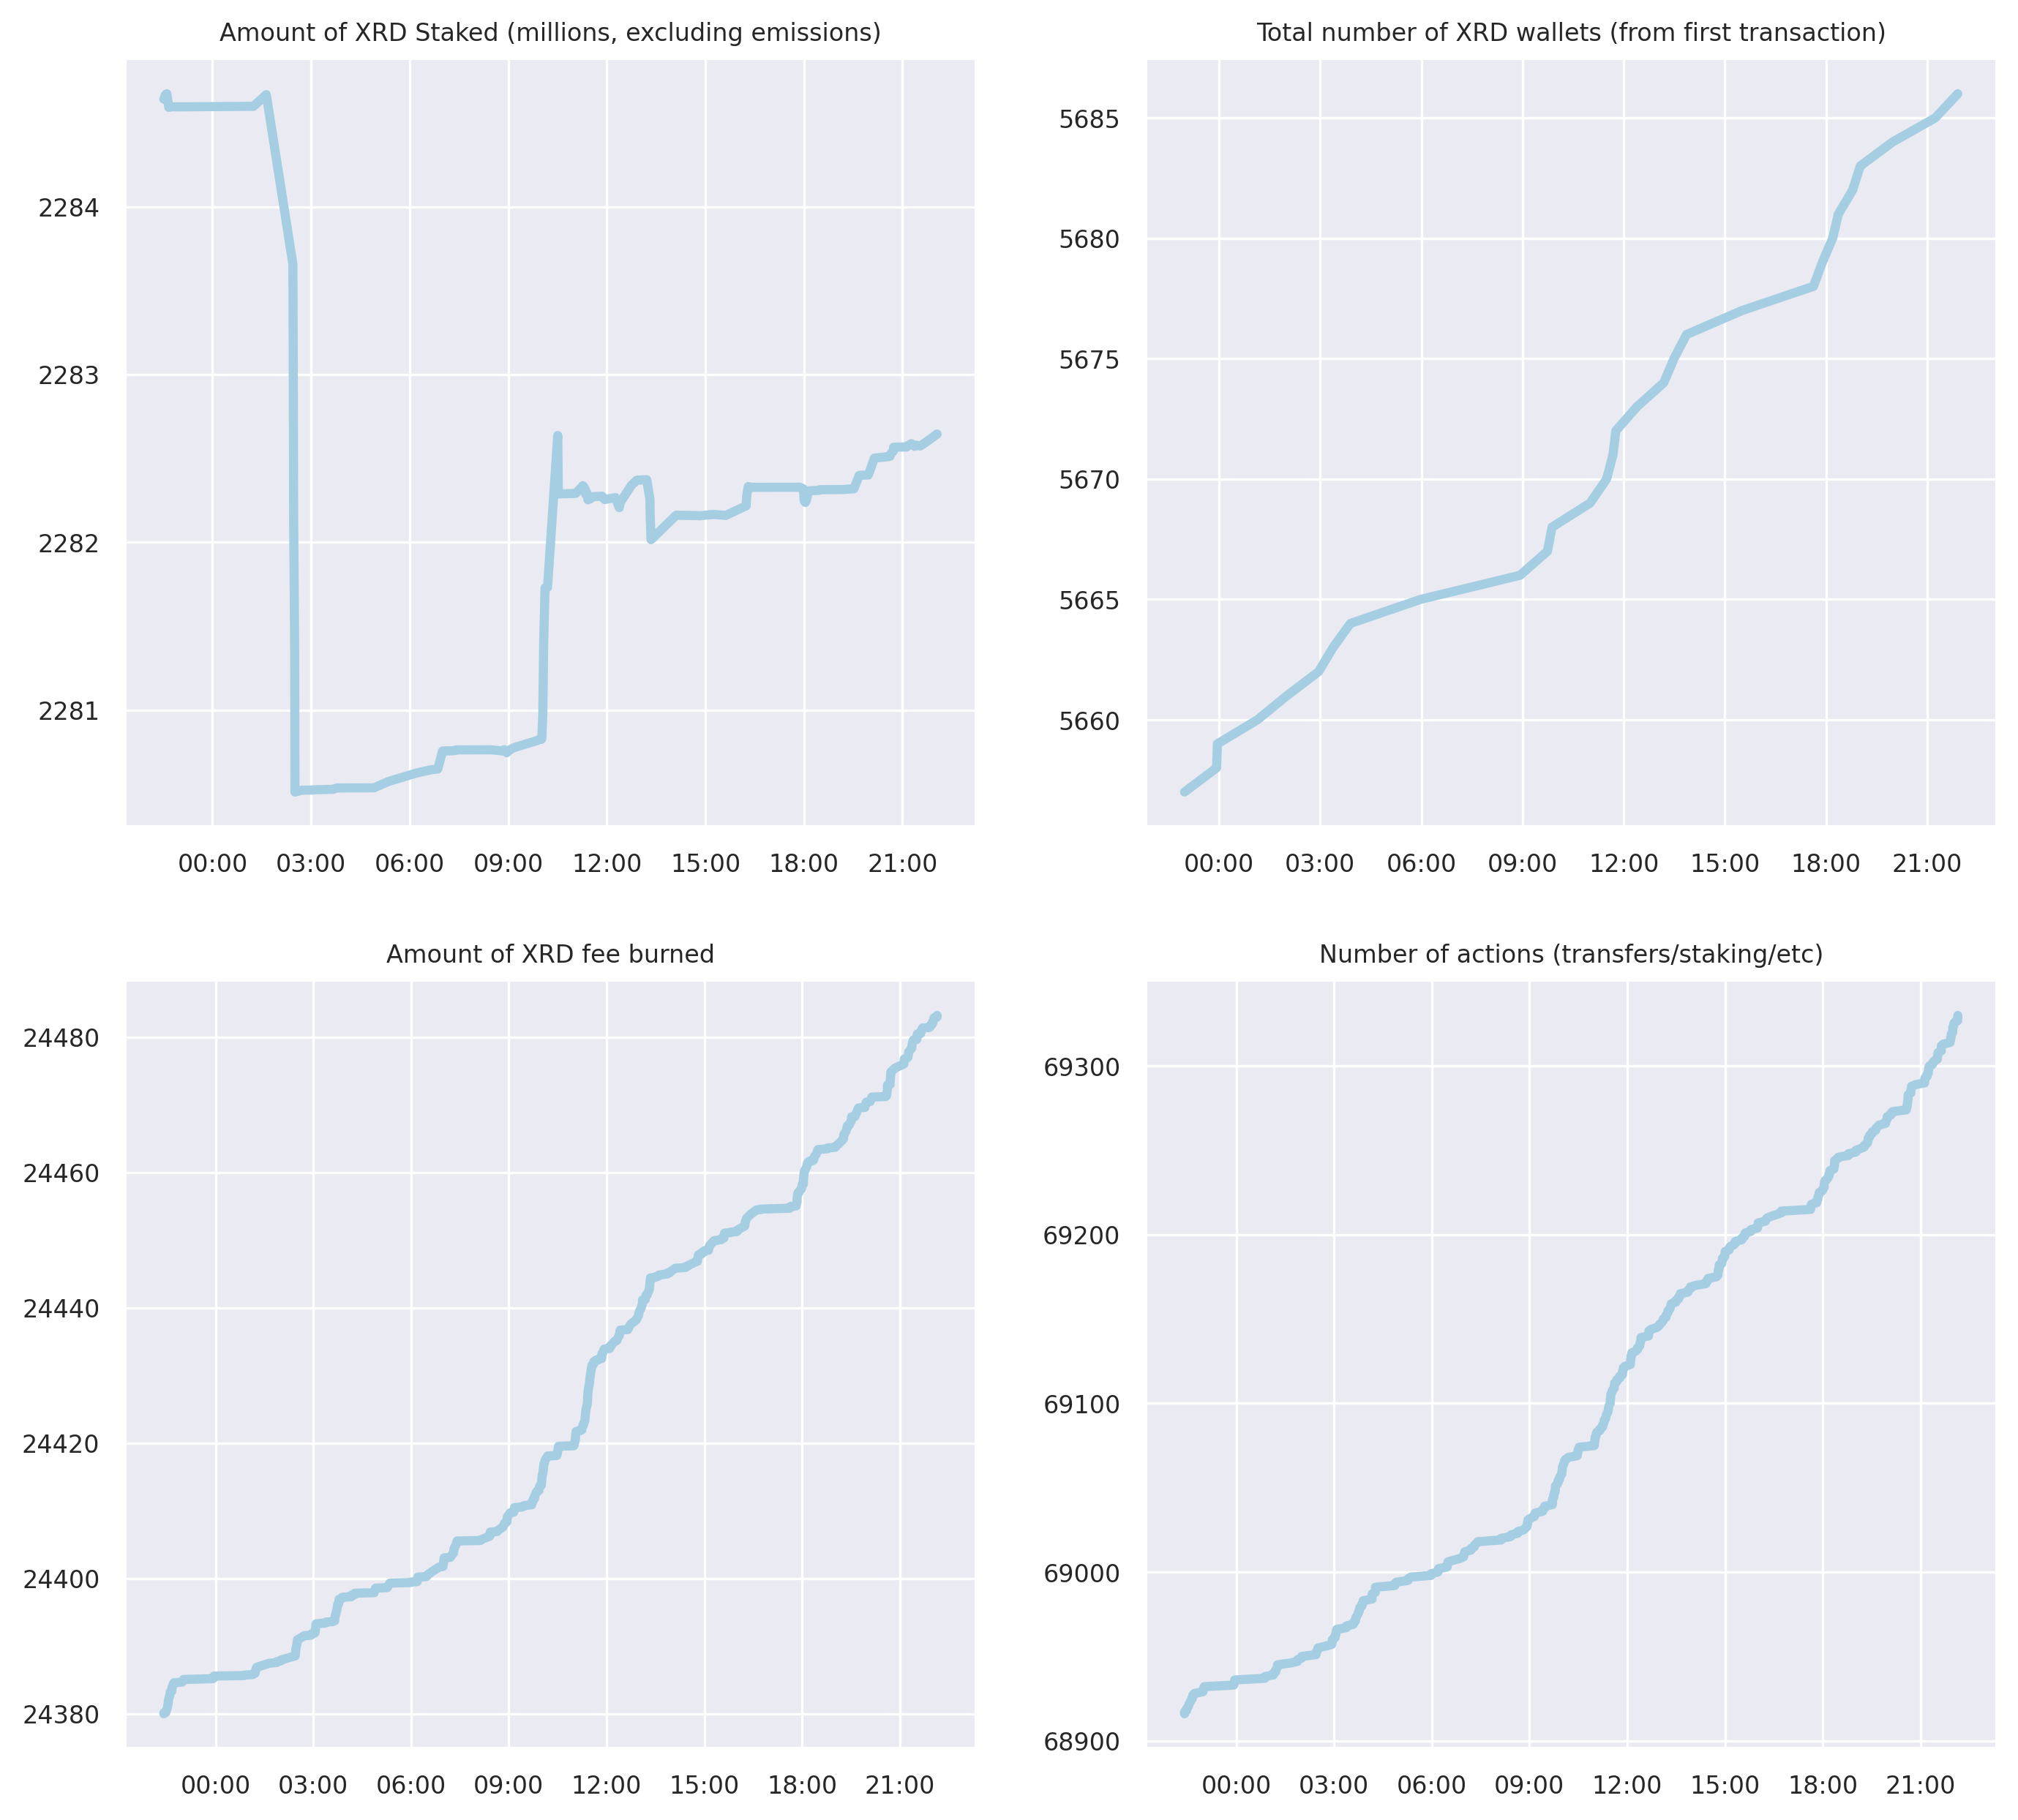 Amount of XRD Staked (millions, excluding emissions)
2284
2283
2282
2281
00:00 03:00 06:00 09:00 12:00 15:00 18:00 21:00
Total number of XRD wallets (from first transaction)
5685
5680
5675
5670
5665
5660
00:00 03:00 06:00 09:00 12:00 15:00 18:00 21:00
Amount of XRD fee burned
24480
24460
24440
24420
24400
24380
00:00 03:00 06:00 09:00 12:00 15:00 18:00 21:00
Number of actions (transfers/staking/etc)
69300
69200
69100
69000
68900
00:00 03:00 06:00 09:00 12:00 15:00 18:00 21:00